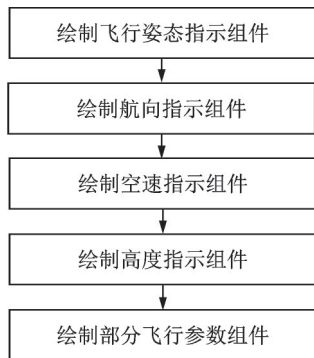 绘制飞行姿态指示组件
绘制航向指示组件
绘制空速指示组件
绘制高度指示组件
绘制部分飞行参数组件